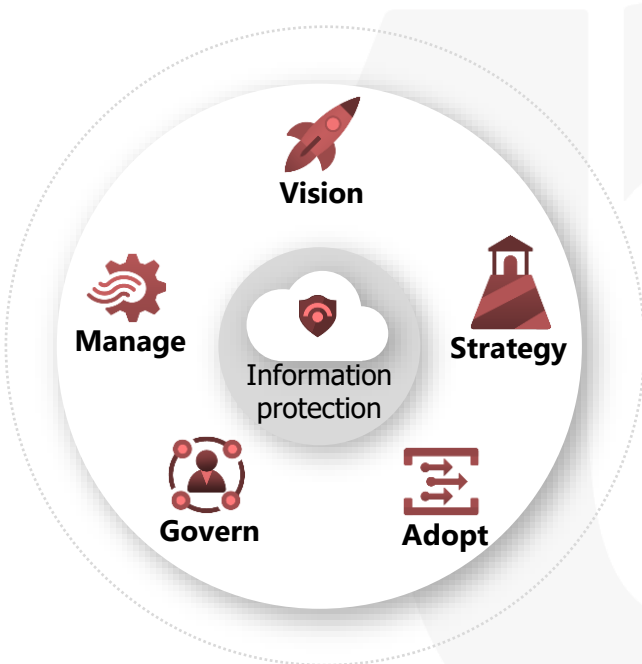 Vision
Strategy
Adopt
Govern
Manage
Information
protection